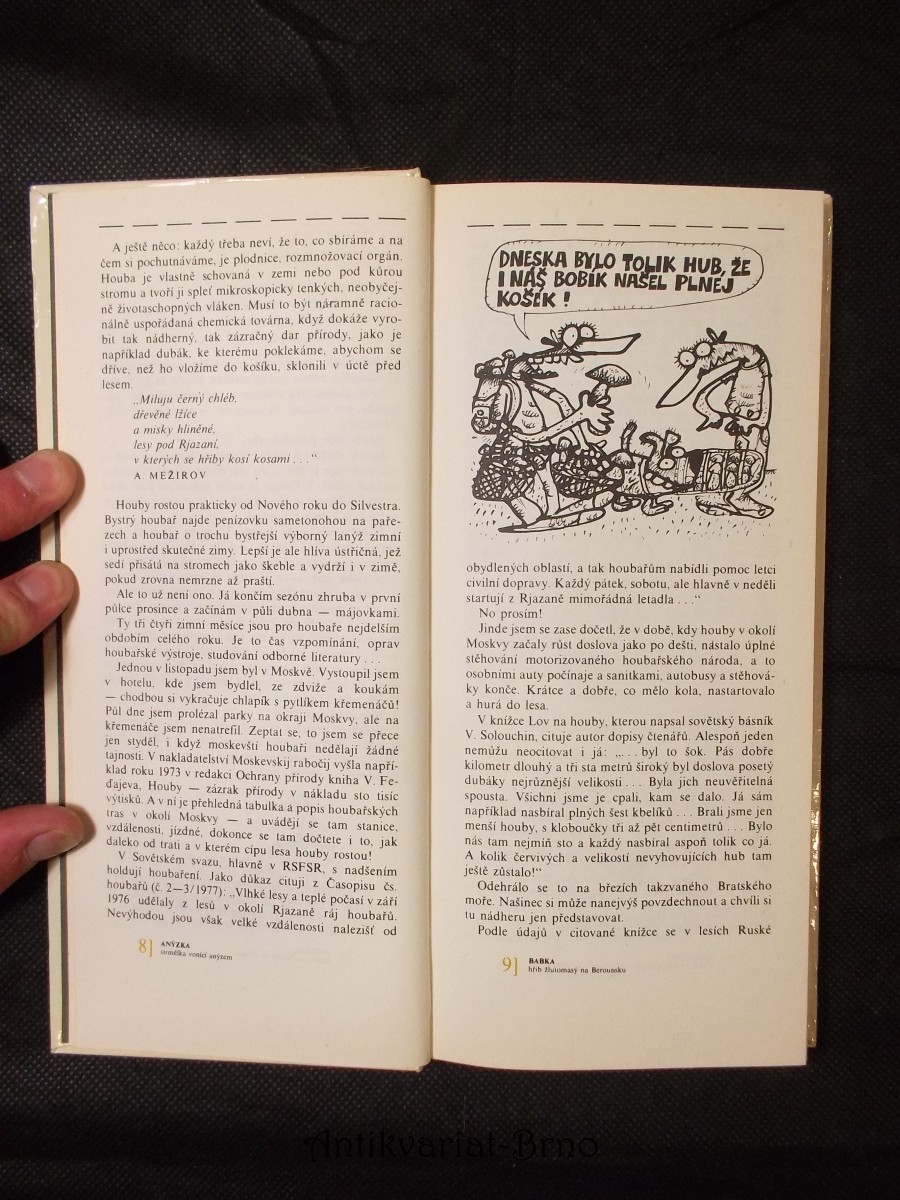 A ještě něco: každý třeba neví, že to, co sbíráme a na
čem si pochutnáváme, je plodnice, rozmnožovací orgán.
Houba je vlastně schovaná v zemi nebo pod kůrou
stromu a tvoří ji spleť mikroskopicky tenkých, neobyčej-
ně životaschopných vláken. Musí to být náramně racio-
nálně uspořádaná chemická továrna, když dokáže vyro-
bit tak nádherný, tak zázračný dar přírody, jako je
například dubák, ke kterému poklekáme, abychom se
dříve, než ho vložíme do košíku, sklonili v úctě před
lesem.
„Miluju černý chléb,
dřevěné lžíce
a misky hliněné,
lesy pod Rjazaní,
v kterých se hřiby kosí kosami . . .“
A. MEŽIROV
Houby rostou prakticky od Nového roku do Silvestra.
Bystrý houbař najde penízovku sametonohou na paře-
zech a houbař o trochu bystřejší výborný lanýž zimní
i uprostřed skutečné zimy. Lepší je ale hlíva ústřičná, jež
sedí přisátá na stromech jako škeble a vydrží i v zimě,
pokud zrovna nemrzne až praští.
Ale to už není ono. Já končím sezónu zhruba v první
půlce prosince a začínám v půli dubna — májovkami.
Ty tři čtyři zimní měsíce jsou pro houbaře nejdelším
obdobím celého roku. Je to čas vzpomínání, oprav
houbařské výstroje, studování odborné literatury . . .
Jednou v listopadu jsem byl v Moskvě. Vystoupil jsem
v hotelu, kde jsem bydlel, ze zdviže a koukám
— chodbou si vykračuje chlapík s pytlíkem křemenáčů!
Půl dne jsem prolézal parky na okraji Moskvy, ale na
křemenáče jsem nenatrefil. Zeptat se, to jsem se přece
jen styděl, i když moskevští houbaři nedělají žádné
tajnosti. V nakladatelství Moskevskij rabočij vyšla napří-
klad roku 1973 v redakci Ochrany přírody kniha V. Fe-
ďajeva, Houby — zázrak přírody v nákladu sto tisíc
výtisků. A v ní je přehledná tabulka a popis houbařských
tras v okolí Moskvy — a uvádějí se tam stanice,
vzdálenosti, jízdné, dokonce se tam dočtete i to, jak
daleko od trati a v kterém cípu lesa houby rostou!
V Sovětském svazu, hlavně v RSFSR, s nadšením
holdují houbaření. Jako důkaz cituji z Časopisu čs.
houbařů (č. 2—3/1977): „Vlhké lesy a teplé počasí v září
1976 udělaly z lesů v okolí Rjazaně ráj houbařů.
Nevýhodou jsou však velké vzdálenosti nalezišť od
8] ANÝZKA
strmělka vonící anýzem
DNESKA BYLO TOLIK HUB, ŽE
I NÁŠ BOBIK NAŠEL PLNEJ
KOŠÍK !
obydlených oblastí, a tak houbařům nabídli pomoc letci
civilní dopravy. Každý pátek, sobotu, ale hlavně v neděli
startují z Rjazaně mimořádná letadla . . .“
No prosím!
Jinde jsem se zase dočetl, že v době, kdy houby v okolí
Moskvy začaly růst doslova jako po dešti, nastalo úplné
stěhování motorizovaného houbařského národa, a to
osobními auty počínaje a sanitkami, autobusy a stěhová-
ky konče. Krátce a dobře, co mělo kola, nastartovalo
a hurá do lesa.
V knížce Lov na houby, kterou napsal sovětský básník
V. Solouchin, cituje autor dopisy čtenářů. Alespoň jeden
nemůžu neocitovat i já: „. . . byl to šok. Pás dobře
kilometr dlouhý a tři sta metrů široký byl doslova posetý
dubáky nejrůznější velikosti . . . Byla jich neuvěřitelná
spousta. Všichni jsme je cpali, kam se dalo. Já sám
například nasbíral plných šest kbelíků . . . Brali jsme jen
menší houby, s kloboučky tři až pět centimetrů . . . Bylo
nás tam nejmíň sto a každý nasbíral aspoň tolik co já.
A kolik červivých a velikostí nevyhovujících hub tam
ještě zůstalo!“
Odehrálo se to na březích takzvaného Bratského
moře. Našinec si může nanejvýš povzdechnout a chvíli si
tu nádheru jen představovat.
Podle údajů v citované knížce se v lesích Ruské
9] BABKA
hřib žlutomasý na Berounsku
Antikvariat-Brno